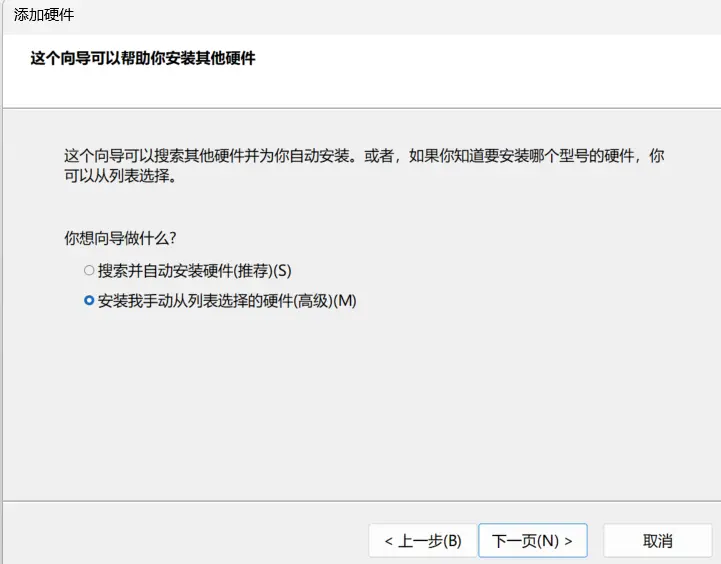 添加硬件
这个向导可以帮助你安装其他硬件
这个向导可以搜索其他硬件并为你自动安装。或者，如果你知道要安装哪个型号的硬件，你
可以从列表选择。
你想向导做什么?
搜索并自动安装硬件(推荐)(S)
安装我手动从列表选择的硬件(高级)(M)
< 上一步(B) 下一页(N) > 取消